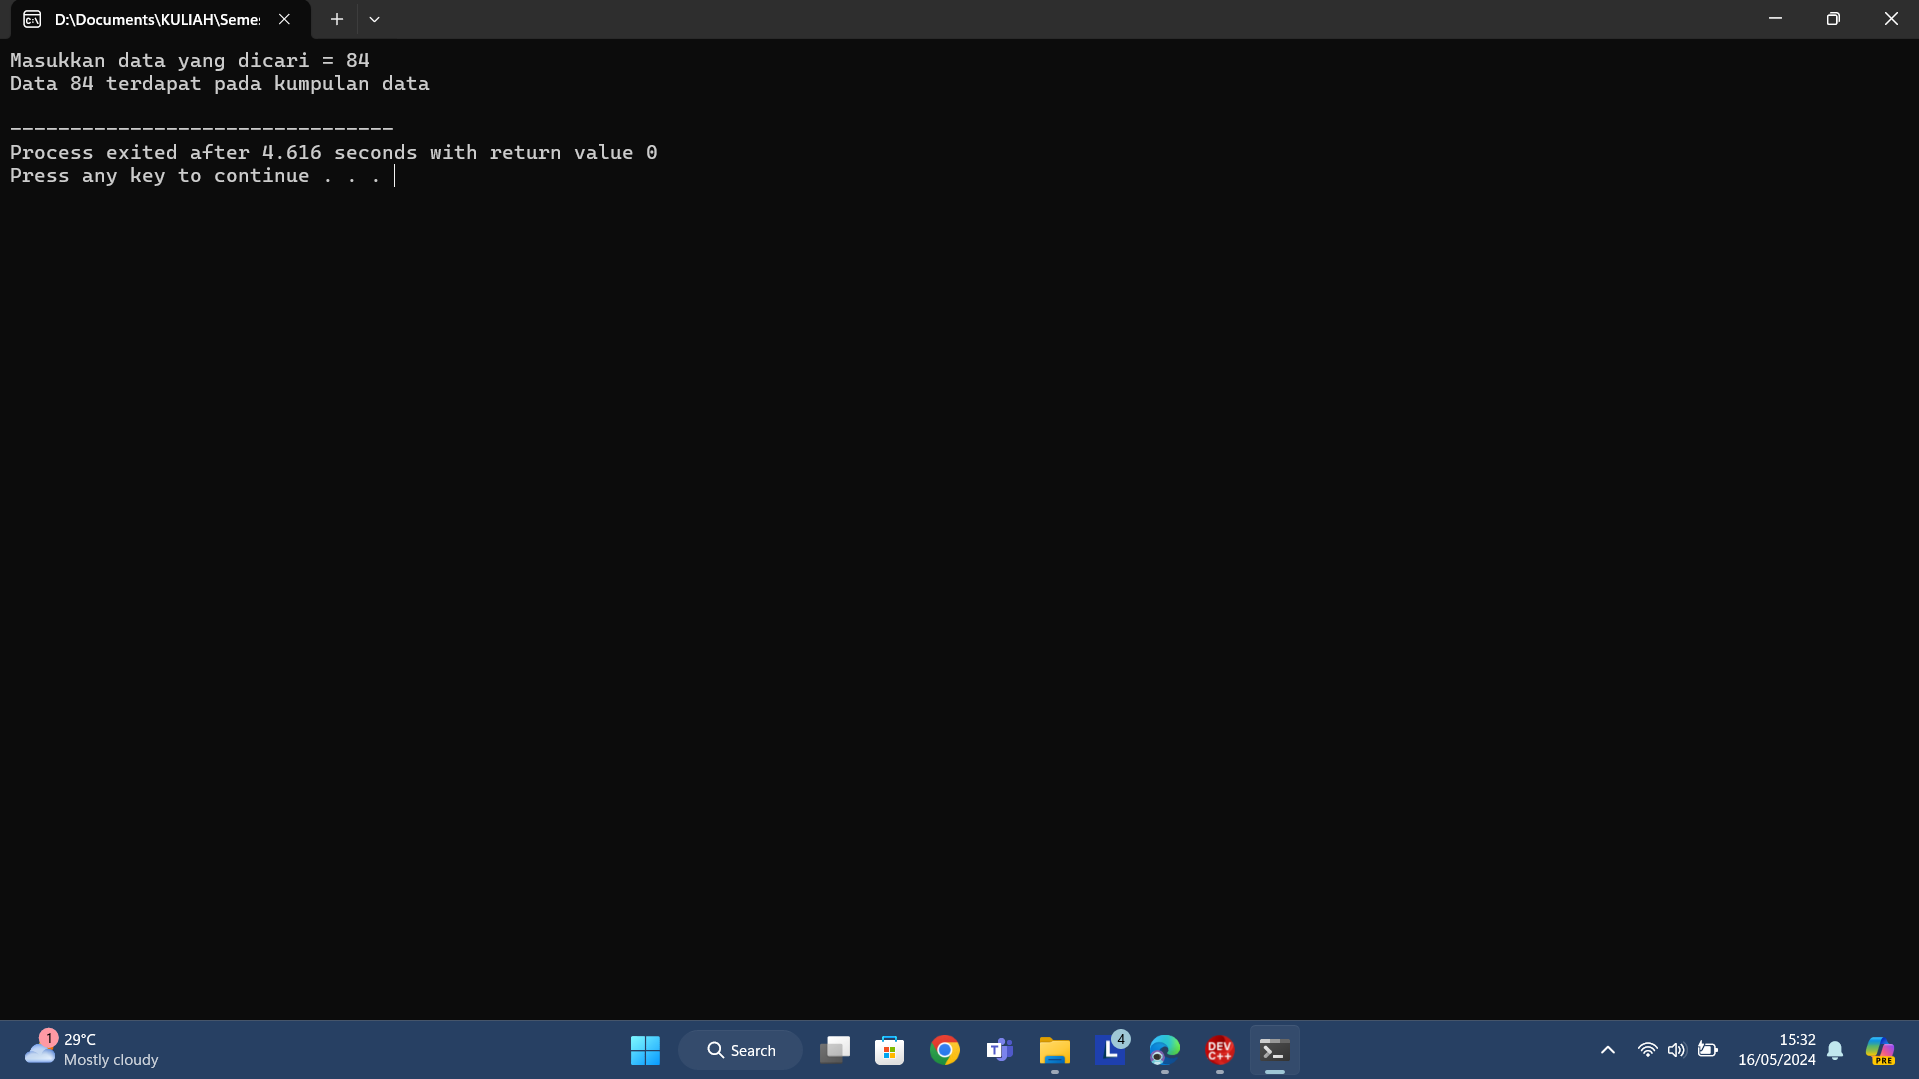 D:\Documents\KULIAH\Seme
Masukkan data yang dicari = 84
Data 84 terdapat pada kumpulan data
--------------------------------
Process exited after 4.616 seconds with return value 0
Press any key to continue . . .
1
29°C
Mostly cloudy
Search
T
L
4
DEV
C++
15:32
16/05/2024
PRE